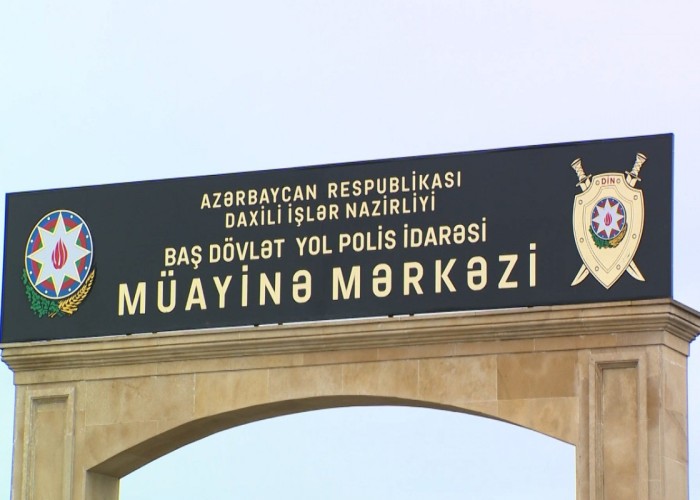 AZƏRBAYCAN RESPUBLİKASI
DAXİLİ İŞLƏR NAZİRLİYİ
BAŞ DÖVLƏT YOL POLİS İDARƏSİ
MÜAYİNƏ MƏRKƏZİ
DİN